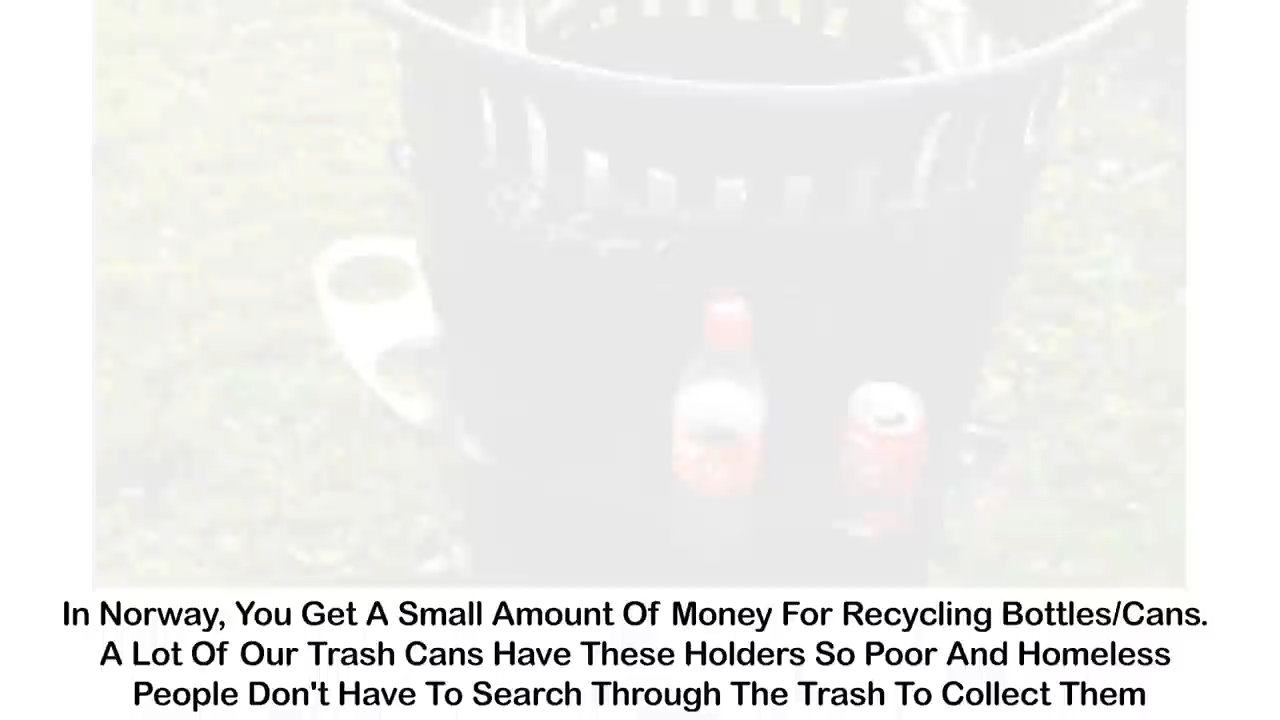 In Norway, You Get A Small Amount Of Money For Recycling Bottles/Cans.
A Lot Of Our Trash Cans Have These Holders So Poor And Homeless
People Don't Have To Search Through The Trash To Collect Them